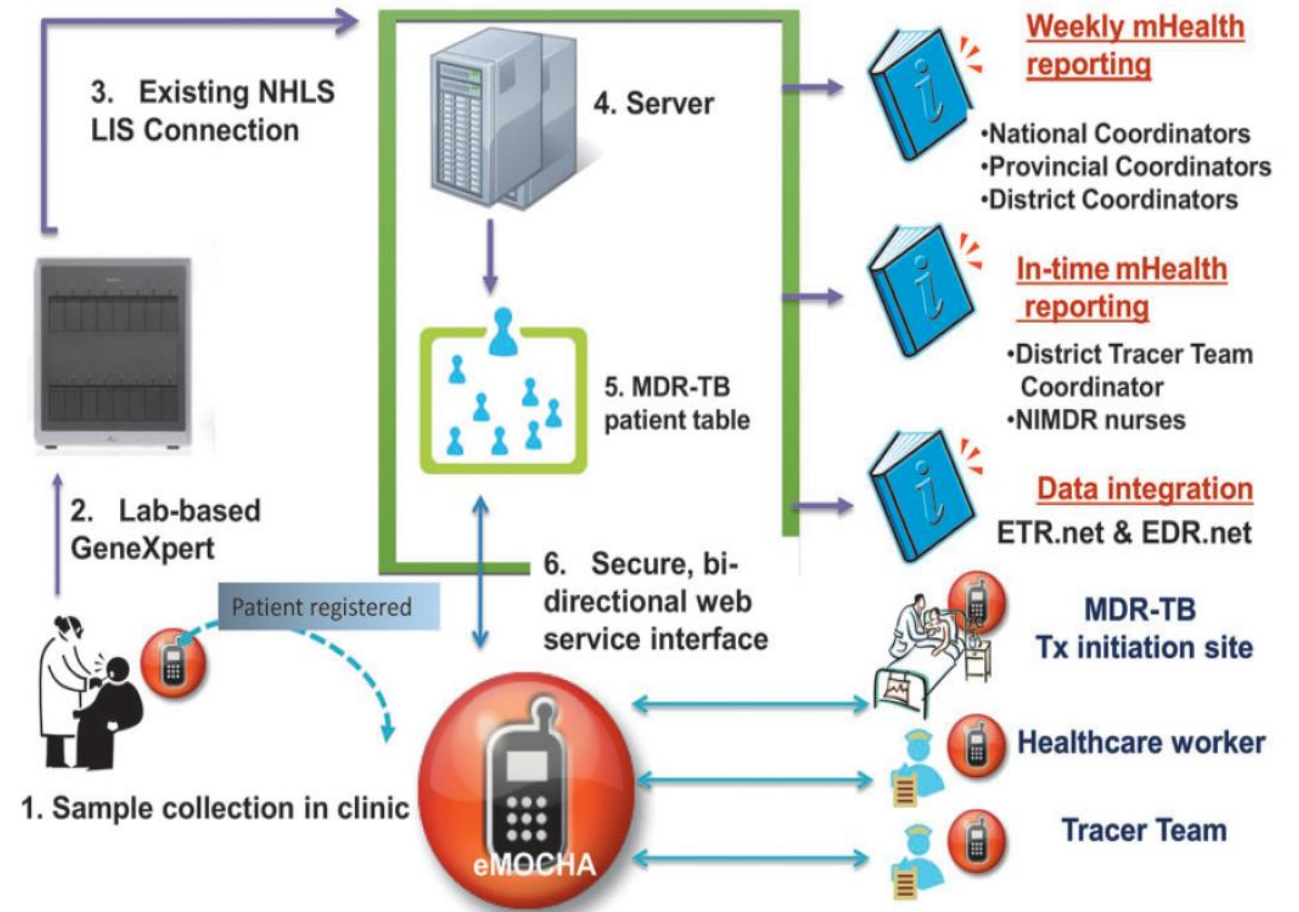 3. Existing NHLS
LIS Connection
4. Server
Weekly mHealth
reporting
•National Coordinators
•Provincial Coordinators
•District Coordinators
In-time mHealth
reporting
•District Tracer Team
Coordinator
•NIMDR nurses
5. MDR-TB
patient table
2. Lab-based
GeneXpert
Data integration
ETR.net & EDR.net
6. Secure, bi-
directional web
service interface
Patient registered
MDR-TB
Tx initiation site
Healthcare worker
1. Sample collection in clinic
Tracer Team
eMOCHA